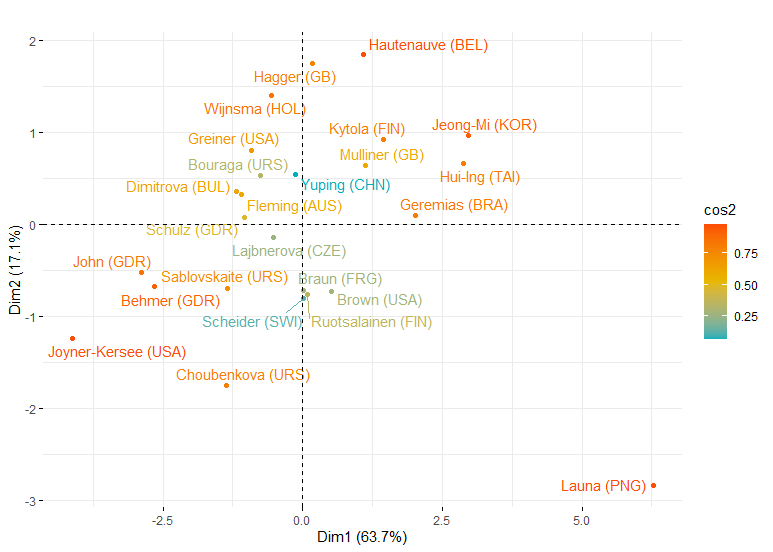 2
Hautenauve (BEL)
Hagger (GB)
Wijnsma (HOL)
1
Kytola (FIN)
Jeong-Mi (KOR)
Greiner (USA)
Mulliner (GB)
Bouraga (URS)
Hui-Ing (TAI)
Dimitrova (BUL)
Yuping (CHN)
Fleming (AUS)
Geremias (BRA)
cos2
0
Schulz (GDR)
Lajbnerova (CZE)
0.75
John (GDR)
Sablovskaite (URS)
Braun (FRG)
0.50
Behmer (GDR)
Brown (USA)
0.25
-1
Scheider (SWI)
Ruotsalainen (FIN)
Joyner-Kersee (USA)
Choubenkova (URS)
-2
Launa (PNG)
-3
Dim2 (17.1%)
-2.5
0.0
2.5
5.0
Dim1 (63.7%)